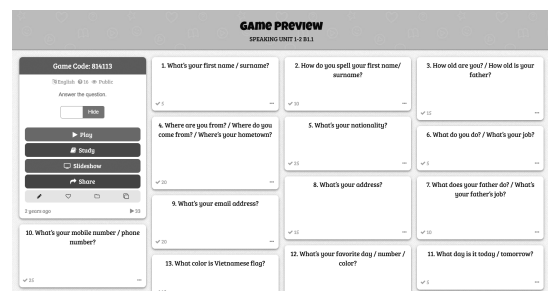 GAME PREVIEW
SPEAKING UNIT 1-2 B1.1
Game Code: 814113
English 16 Public
Answer the question
Hide
Play
Study
Slideshow
Share
2 years ago 33
1. What's your first name / surname?
5
2. How do you spell your first name/
surname?
10
3. How old are you? / How old is your
father?
15
4. Where are you from? / Where do you
come from? / Where's your hometown?
20
5. What's your nationality?
25
6. What do you do? / What's your job?
5
7. What does your father do? / What's
your father's job?
10
8. What's your address?
15
9. What's your email address?
20
10. What's your mobile number / phone
number?
25
11. What day is it today / tomorrow?
5
12. What's your favorite day / number /
color?
13. What color is Vietnamese flag?